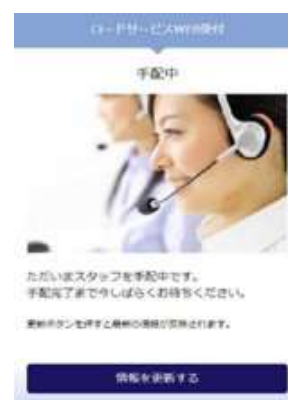 ロードサービスWEB受付
手配中
ただいまスタッフを手配中です。
手配完了まで今しばらくお待ちください。
更新ボタンを押すと最新の情報が反映されます。
情報を更新する